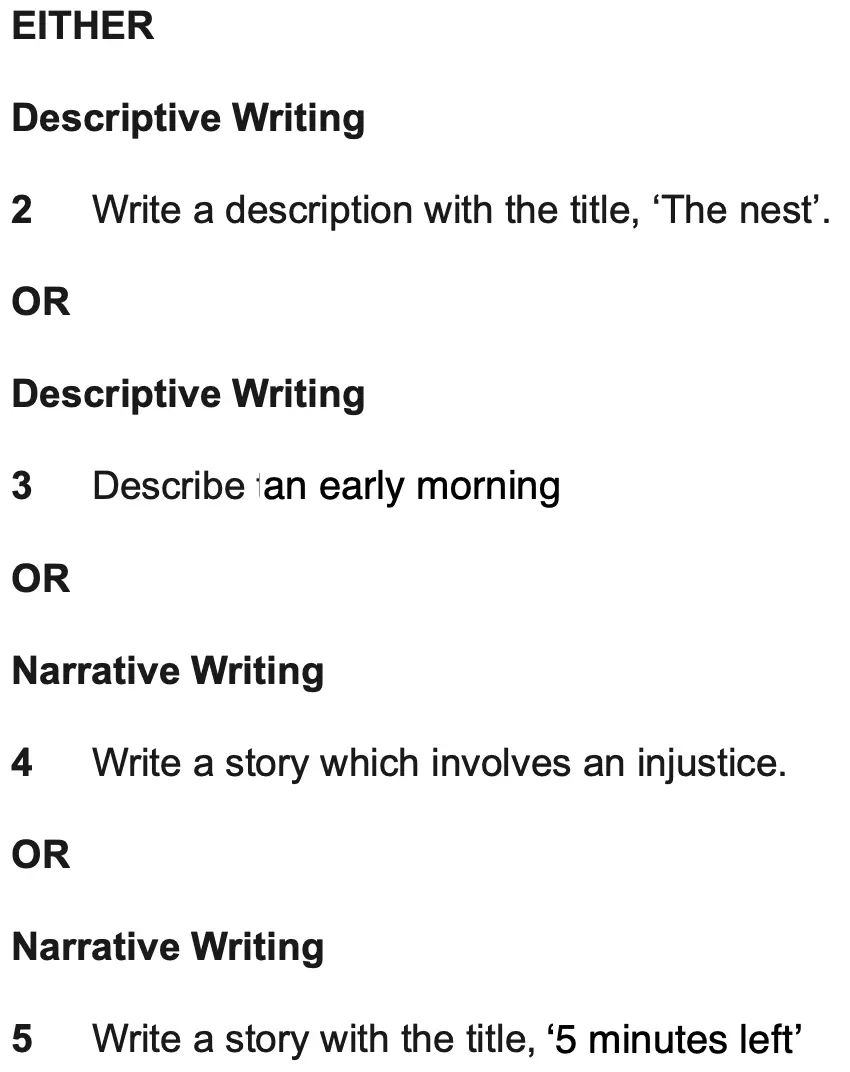 EITHER
Descriptive Writing
2 Write a description with the title, ‘The nest’.
OR
Descriptive Writing
3 Describe an early morning
OR
Narrative Writing
4 Write a story which involves an injustice.
OR
Narrative Writing
5 Write a story with the title, ‘5 minutes left’